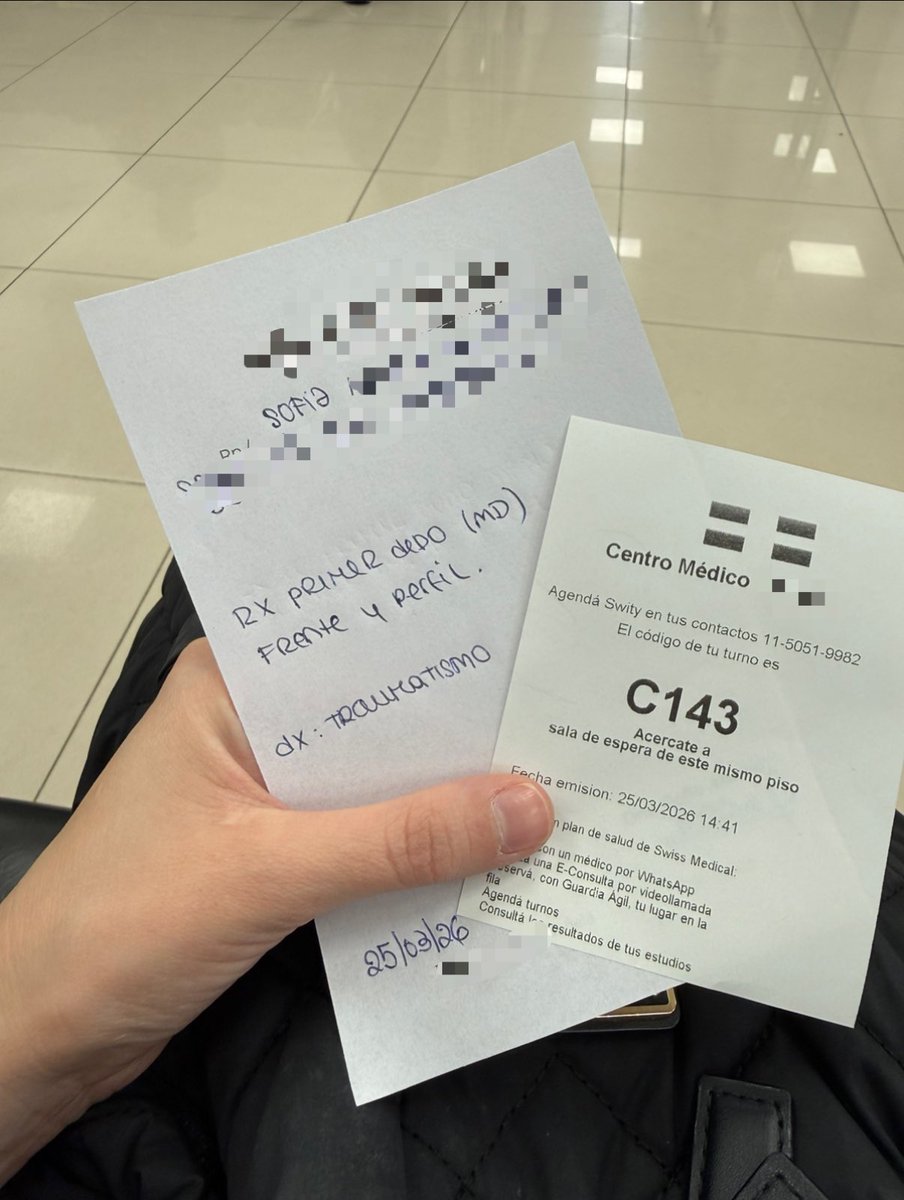 SOFIA
RX PRIMER dedo (MD)
Frente y Perfil.
dx: TRAUMATISMO
25/03/26
Centro Médico
Agendá Swity en tus contactos 11-5051-9982
El código de tu turno es
C143
Acercate a
sala de espera de este mismo piso
Fecha emision: 25/03/2026 14:41
plan de salud de Swiss Medical:
con un médico por WhatsApp
una E-Consulta por videollamada
con Guardia Ágil, tu lugar en la
fila
Agendá turnos
Consultá resultados de tus estudios